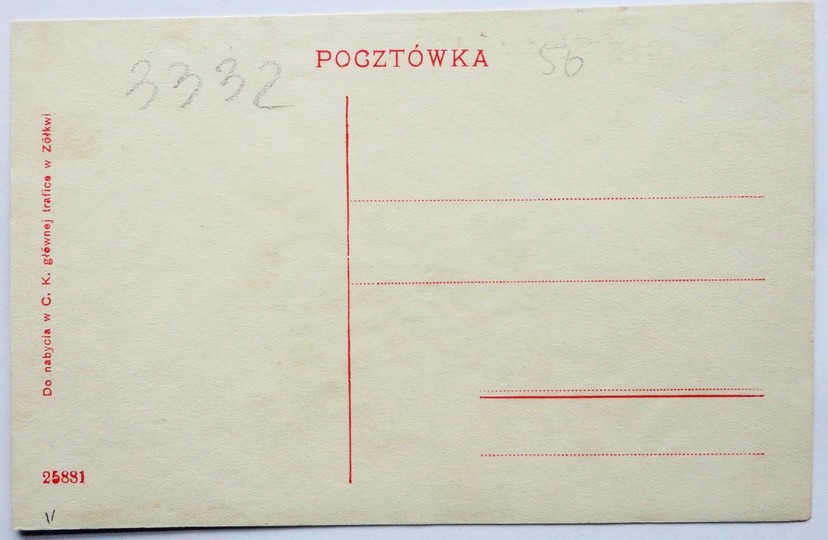 POCZTÓWKA
3332
56
Do nabycia w C. K. głównej trafice w Żółkwi
25881